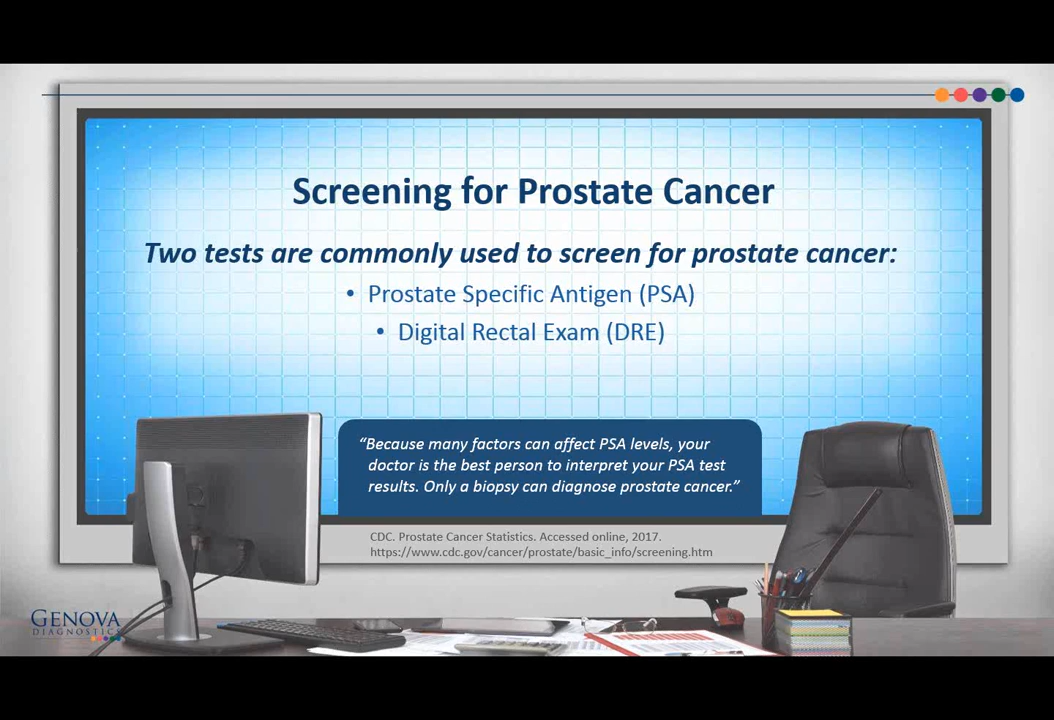 Screening for Prostate Cancer
Two tests are commonly used to screen for prostate cancer:
• Prostate Specific Antigen (PSA)
• Digital Rectal Exam (DRE)
“Because many factors can affect PSA levels, your
doctor is the best person to interpret your PSA test
results. Only a biopsy can diagnose prostate cancer.”
CDC. Prostate Cancer Statistics. Accessed online, 2017.
https://www.cdc.gov/cancer/prostate/basic_info/screening.htm
GENOVA
DIAGNOSTICS